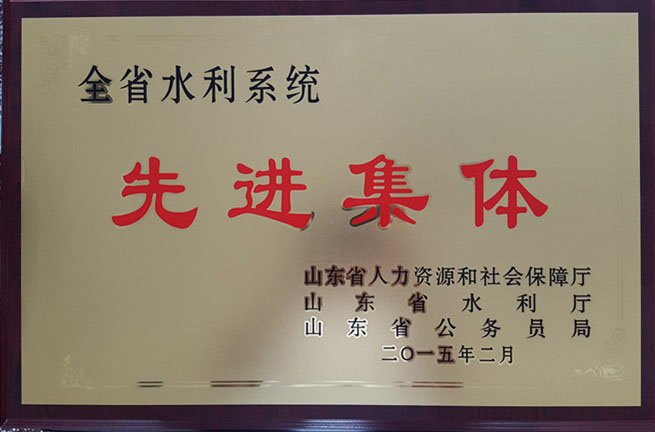 全省水利系统
先进集体
山东省人力资源和社会保障厅
山东省水利厅
山东省公务员局
二〇一五年二月